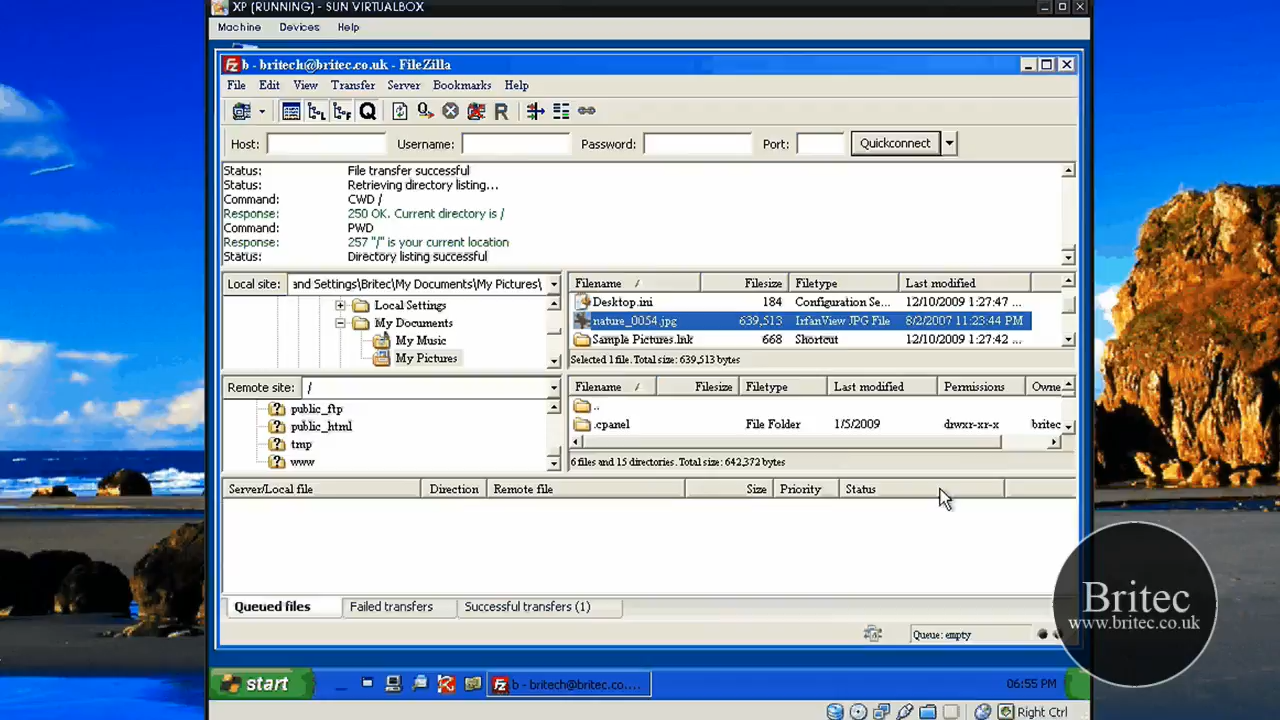 XP (RUNNING) - SUN VIRTUALBOX
Machine Devices Help
b - britech@britec.co.uk - FileZilla
File Edit View Transfer Server Bookmarks Help
Host: Username: Password: Port: Quickconnect
Status: File transfer successful
Status: Retrieving directory listing...
Command: CWD /
Response: 250 OK. Current directory is /
Command: PWD
Response: 257 "/" is your current location
Status: Directory listing successful
Local site: and Settings\Britec\My Documents\My Pictures\
Local Settings
My Documents
My Music
My Pictures
Filename / Filesize Filetype Last modified
Desktop.ini 184 Configuration Se... 12/10/2009 1:27:47 ...
nature_0054.jpg 639,513 IrfanView JPG File 8/2/2007 11:23:44 PM
Sample Pictures.lnk 668 Shortcut 12/10/2009 1:27:42 ...
Selected 1 file. Total size: 639,513 bytes
Remote site: /
public_ftp
public_html
tmp
www
Filename / Filesize Filetype Last modified Permissions Owne
..
.cpanel File Folder 1/5/2009 drwxr-xr-x britec
6 files and 15 directories. Total size: 642,372 bytes
Server/Local file Direction Remote file Size Priority Status
Queued files Failed transfers Successful transfers (1)
Queue: empty
Britec
www.britec.co.uk
start b - britech@britec.co.... 06:55 PM
Right Ctrl